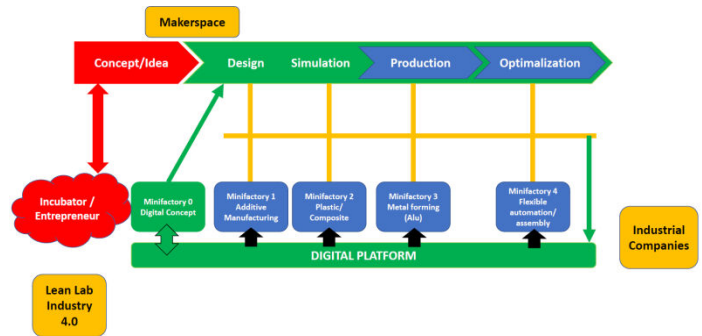 Makerspace
Concept/Idea
Design
Simulation
Production
Optimalization
Incubator /
Entrepreneur
Minifactory 0
Digital Concept
Minifactory 1
Additive
Manufacturing
Minifactory 2
Plastic/
Composite
Minifactory 3
Metal forming
(Alu)
Minifactory 4
Flexible
automation/
assembly
Industrial
Companies
DIGITAL PLATFORM
Lean Lab
Industry
4.0